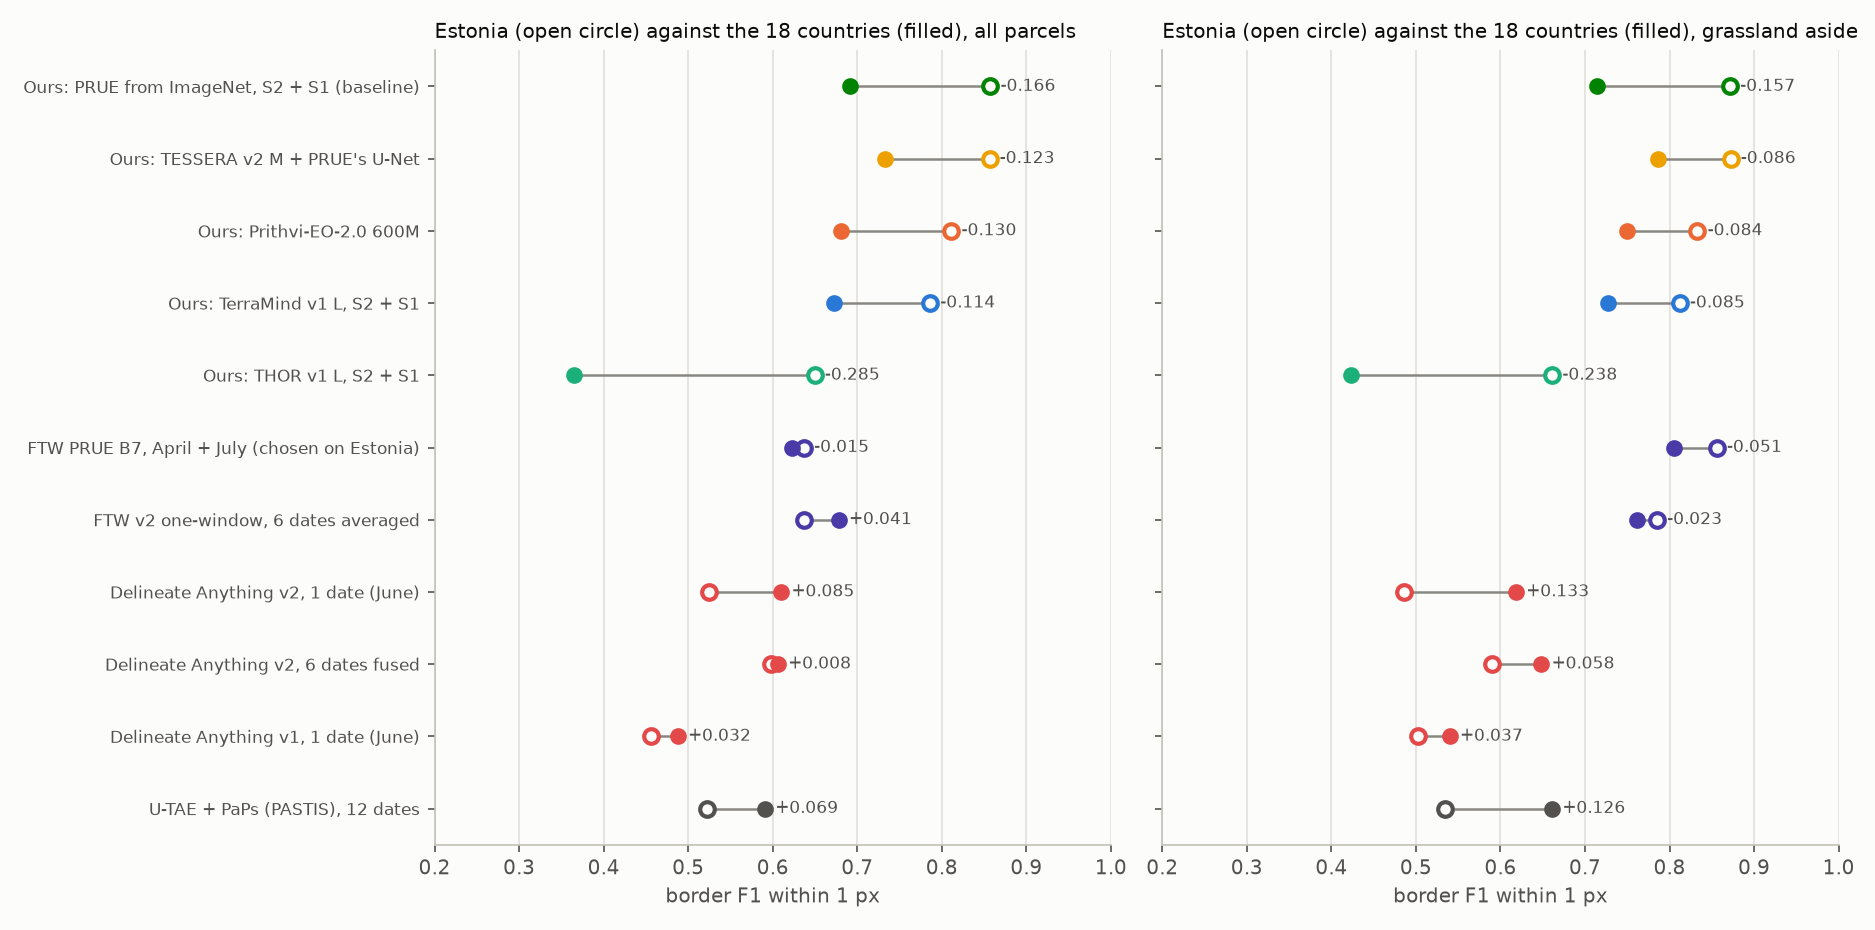 Estonia (open circle) against the 18 countries (filled), all parcels
Ours: PRUE from ImageNet, S2 + S1 (baseline)
-0.166
Ours: TESSERA v2 M + PRUE's U-Net
-0.123
Ours: Prithvi-EO-2.0 600M
-0.130
Ours: TerraMind v1 L, S2 + S1
-0.114
Ours: THOR v1 L, S2 + S1
-0.285
FTW PRUE B7, April + July (chosen on Estonia)
-0.015
FTW v2 one-window, 6 dates averaged
+0.041
Delineate Anything v2, 1 date (June)
+0.085
Delineate Anything v2, 6 dates fused
+0.008
Delineate Anything v1, 1 date (June)
+0.032
U-TAE + PaPs (PASTIS), 12 dates
+0.069
0.2 0.3 0.4 0.5 0.6 0.7 0.8 0.9 1.0
border F1 within 1 px
Estonia (open circle) against the 18 countries (filled), grassland aside
-0.157
-0.086
-0.084
-0.085
-0.238
-0.051
-0.023
+0.133
+0.058
+0.037
+0.126
0.2 0.3 0.4 0.5 0.6 0.7 0.8 0.9 1.0
border F1 within 1 px